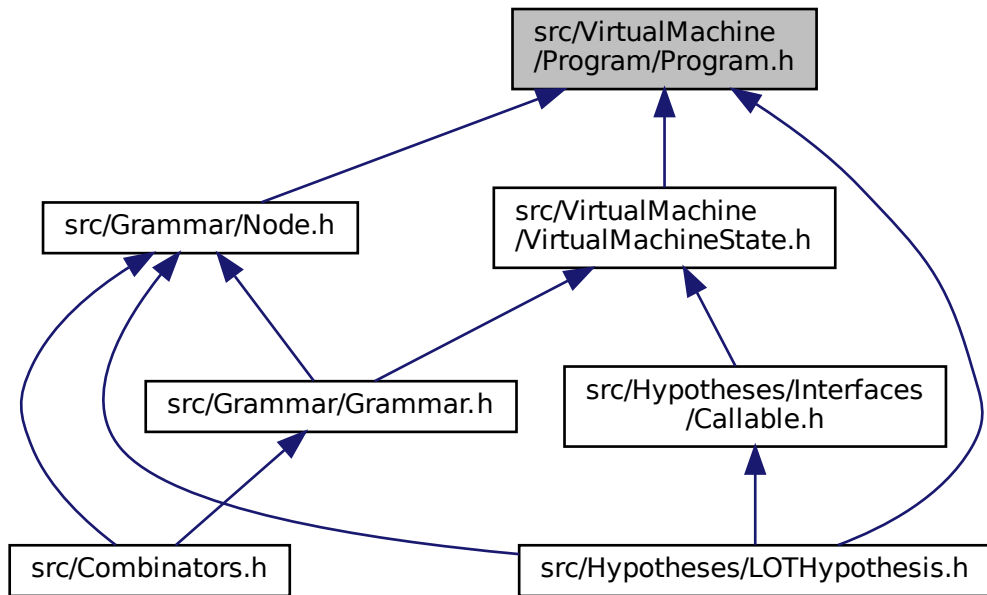 src/VirtualMachine
/Program/Program.h
src/Grammar/Node.h
src/VirtualMachine
/VirtualMachineState.h
src/Grammar/Grammar.h
src/Hypotheses/Interfaces
/Callable.h
src/Combinators.h
src/Hypotheses/LOTHypothesis.h